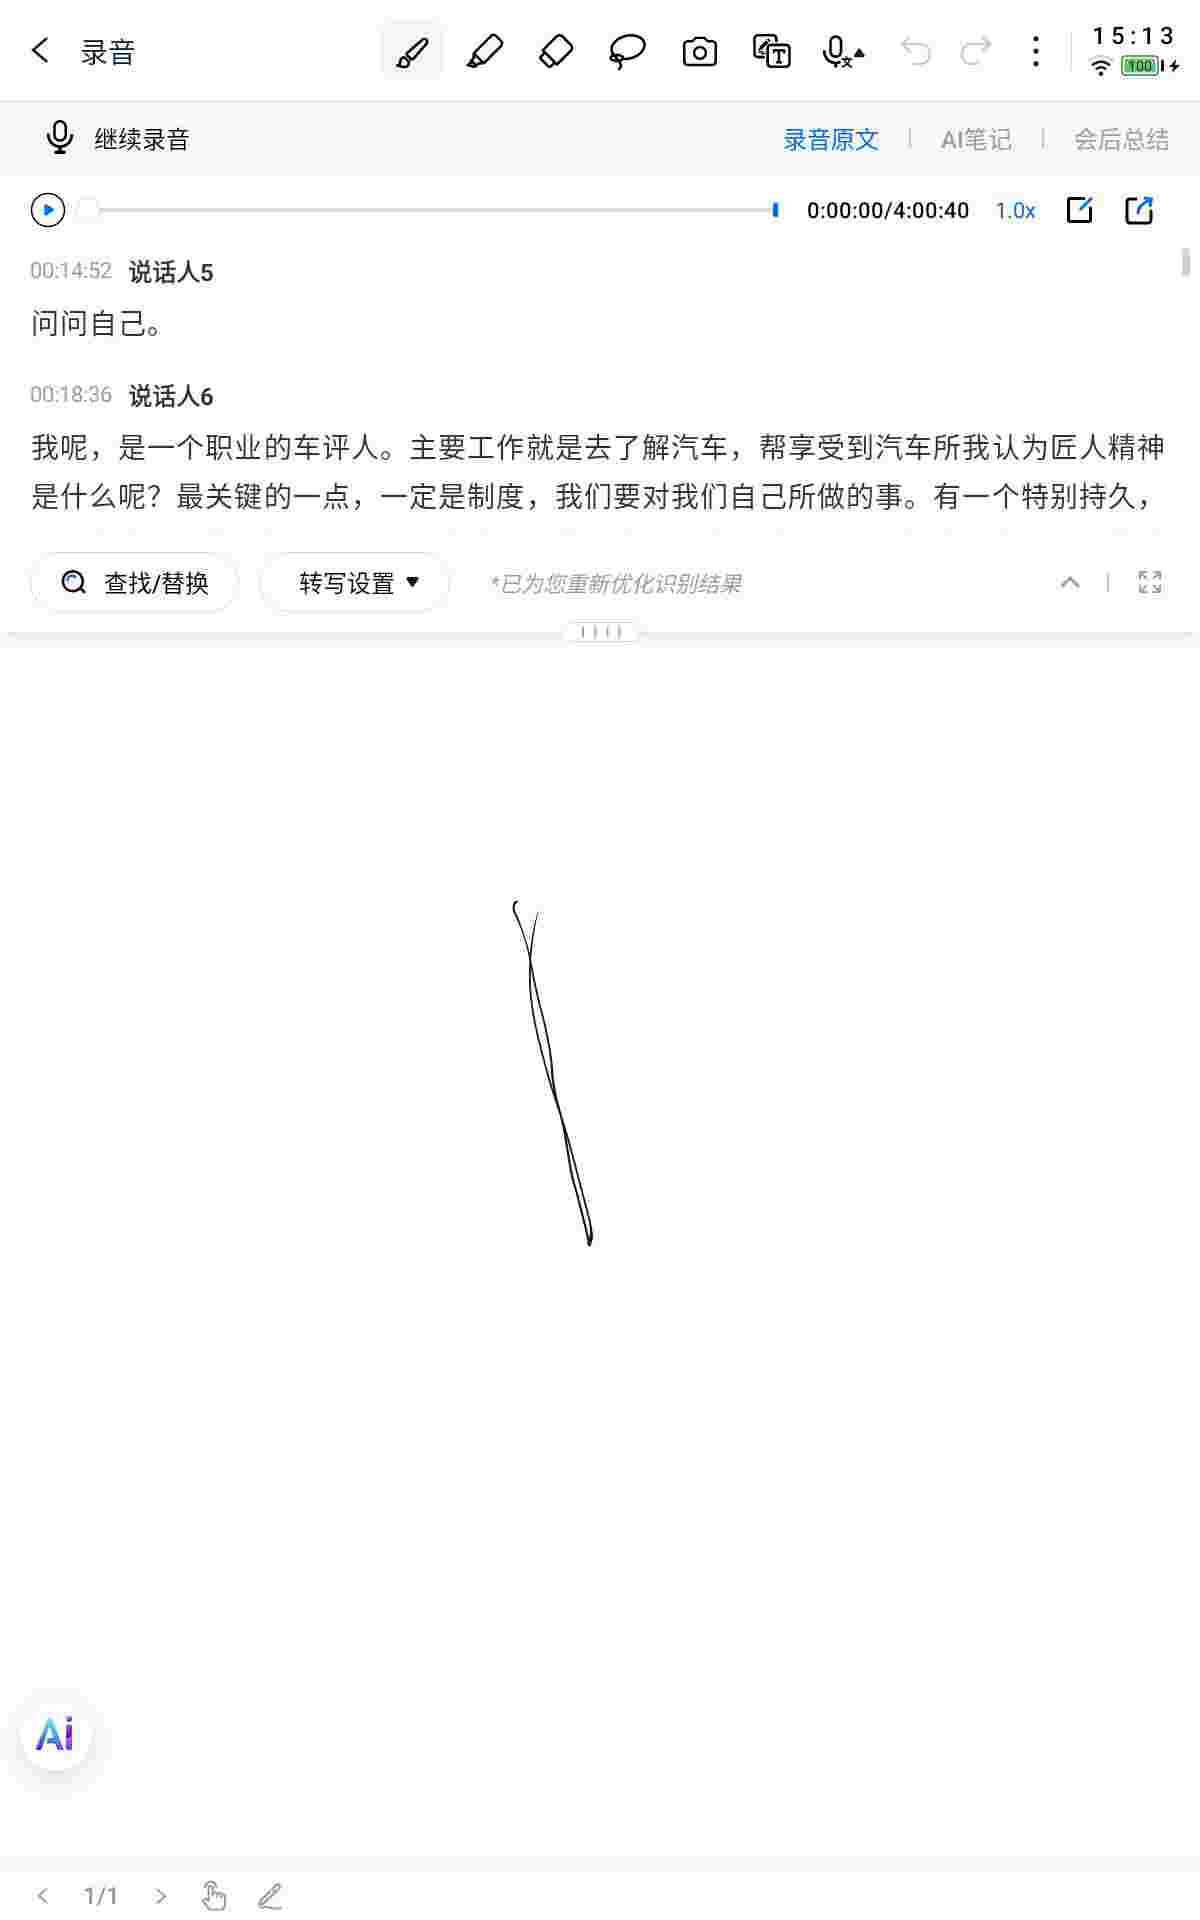 录音
15:13
100
继续录音
录音原文 AI笔记 会后总结
0:00:00/4:00:40 1.0x
00:14:52 说话人5
问问自己。
00:18:36 说话人6
我呢，是一个职业的车评人。主要工作就是去了解汽车，帮享受到汽车所我认为匠人精神
是什么呢？最关键的一点，一定是制度，我们要对我们自己所做的事。有一个特别持久，
查找/替换 转写设置 *已为您重新优化识别结果
Ai
1/1